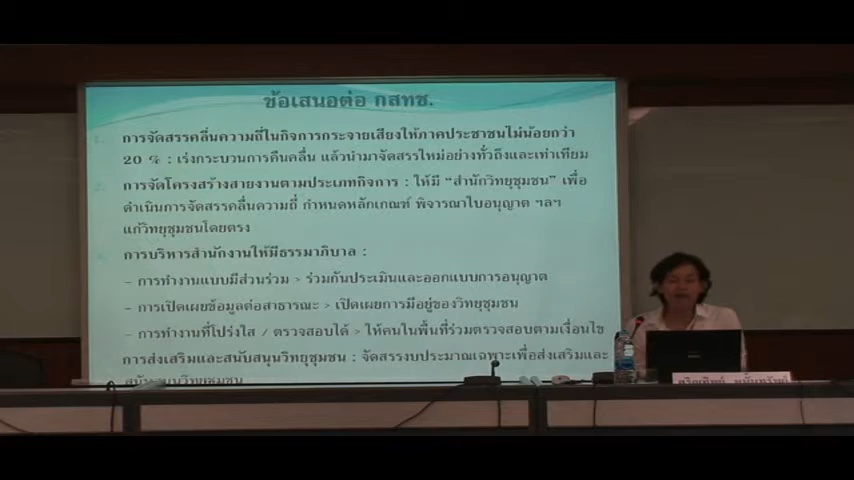 ข้อเสนอต่อ กสทช.
การจัดสรรคลื่นความถี่ในกิจการกระจายเสียงให้ภาคประชาชนไม่น้อยกว่า
20 % : เร่งกระบวนการคืนคลื่น แล้วนำมาจัดสรรใหม่อย่างทั่วถึงและเท่าเทียม
การจัดโครงสร้างสายงานตามประเภทกิจการ : ให้มี “สำนักวิทยุชุมชน” เพื่อ
ดำเนินการจัดสรรคลื่นความถี่ กำหนดหลักเกณฑ์ พิจารณาใบอนุญาต ฯลฯ
แก่วิทยุชุมชนโดยตรง
การบริหารสำนักงานให้มีธรรมาภิบาล :
- การทำงานแบบมีส่วนร่วม > ร่วมกันประเมินและออกแบบการอนุญาต
- การเปิดเผยข้อมูลต่อสาธารณะ > เปิดเผยการมีอยู่ของวิทยุชุมชน
- การทำงานที่โปร่งใส / ตรวจสอบได้ > ให้คนในพื้นที่ร่วมตรวจสอบตามเงื่อนไข
การส่งเสริมและสนับสนุนวิทยุชุมชน : จัดสรรงบประมาณเฉพาะเพื่อส่งเสริมและ
สนับสนุนวิทยุชุมชน